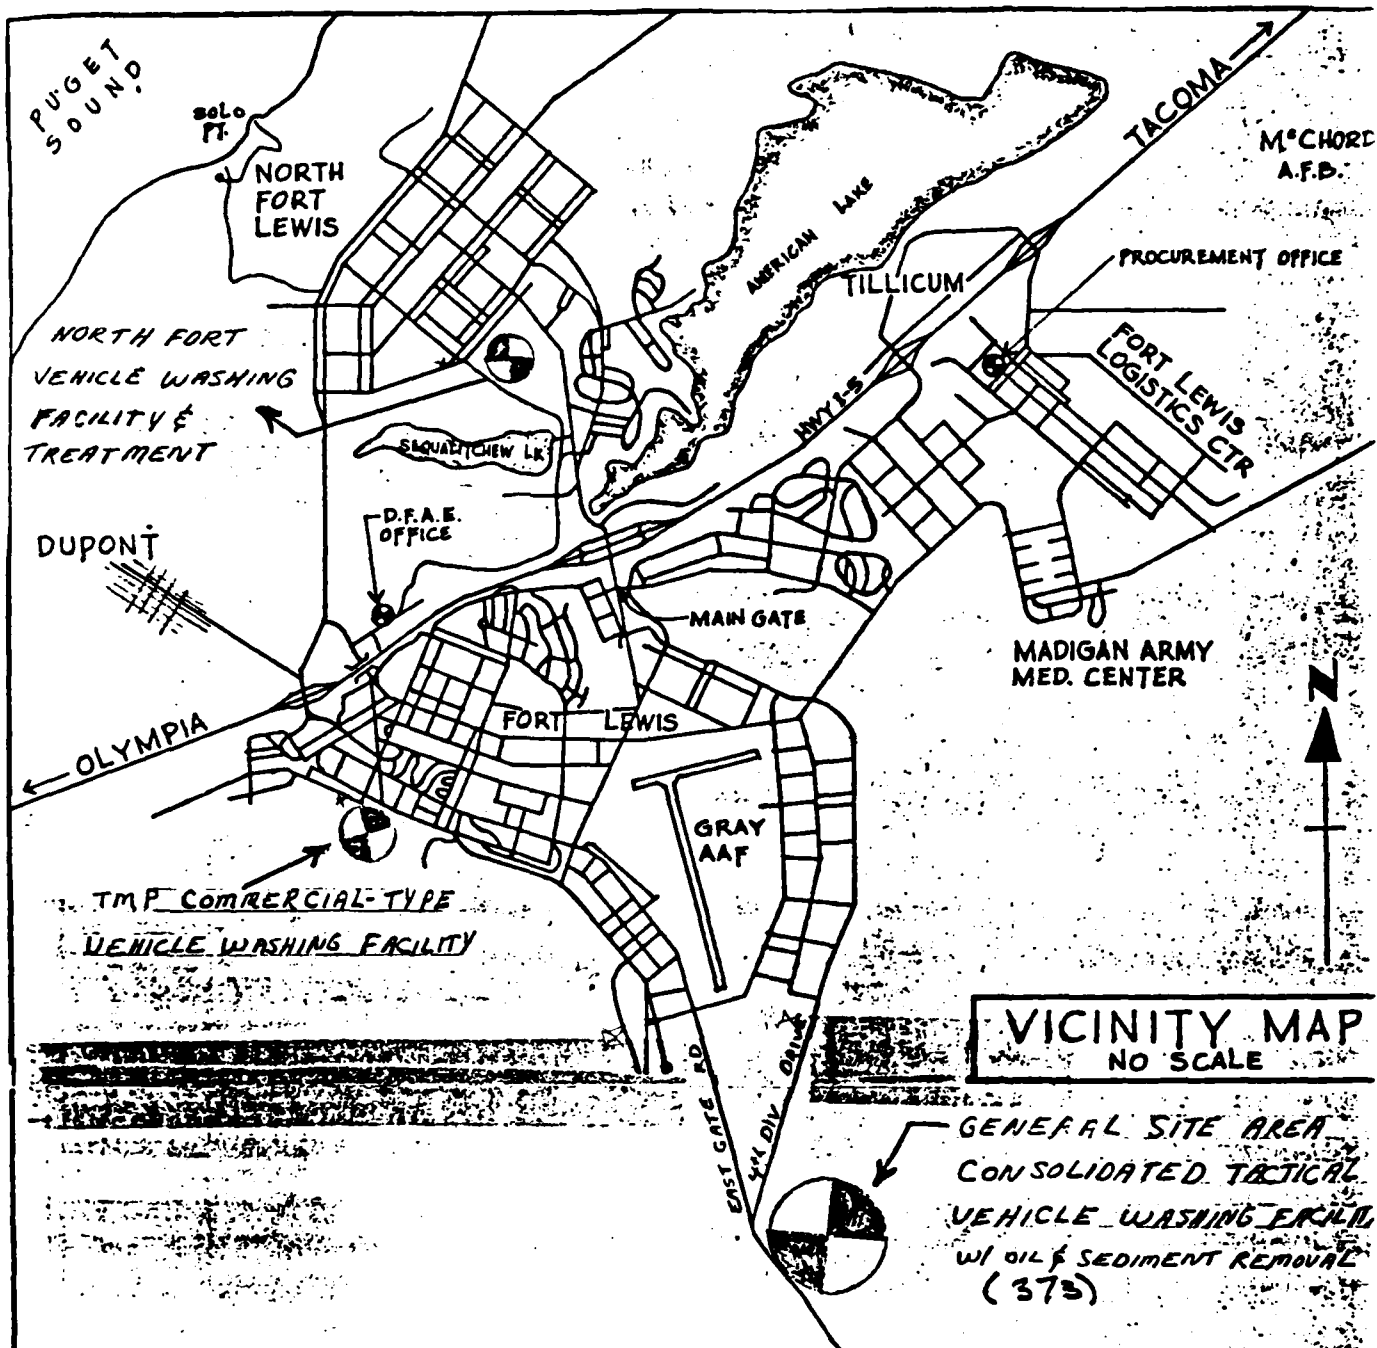 PUGET
SOUND
SOLO
PT.
NORTH
FORT
LEWIS
TACOMA
McCHORD
A.F.B.
AMERICAN LAKE
TILLICUM
PROCUREMENT OFFICE
FORT LEWIS
LOGISTICS CTR
HWY I-5
NORTH FORT
VEHICLE WASHING
FACILITY &
TREATMENT
SEQUALITCHEW LK
D.F.A.E.
OFFICE
DUPONT
MAIN GATE
MADIGAN ARMY
MED. CENTER
N
OLYMPIA
FORT LEWIS
GRAY
AAF
TMP COMMERCIAL-TYPE
VEHICLE WASHING FACILITY
EAST GATE RD
4th DIV DRIVE
VICINITY MAP
NO SCALE
GENERAL SITE AREA
CONSOLIDATED TACTICAL
VEHICLE WASHING FACILIT
W/ OIL & SEDIMENT REMOVAL
(373)